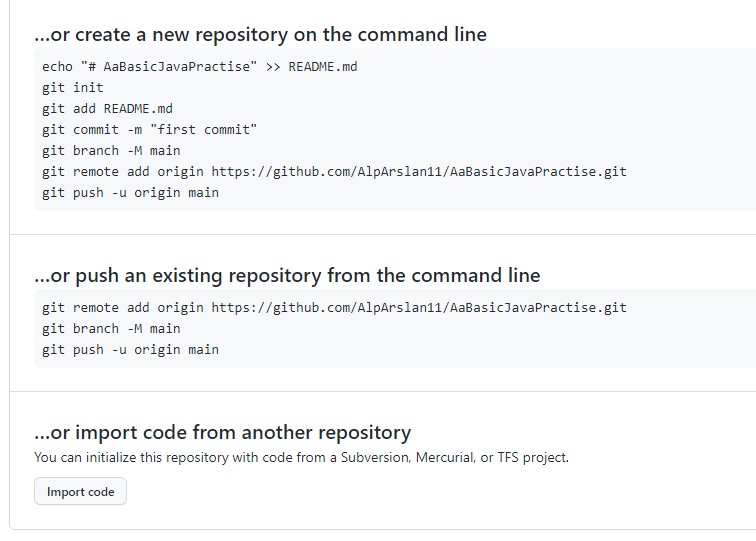 ...or create a new repository on the command line
echo "# AaBasicJavaPractise" >> README.md
git init
git add README.md
git commit -m "first commit"
git branch -M main
git remote add origin https://github.com/AlpArslan11/AaBasicJavaPractise.git
git push -u origin main
...or push an existing repository from the command line
git remote add origin https://github.com/AlpArslan11/AaBasicJavaPractise.git
git branch -M main
git push -u origin main
...or import code from another repository
You can initialize this repository with code from a Subversion, Mercurial, or TFS project.
Import code